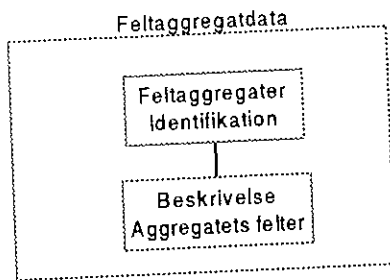 Feltaggregatdata
Feltaggregater
Identifikation
Beskrivelse
Aggregatets felter